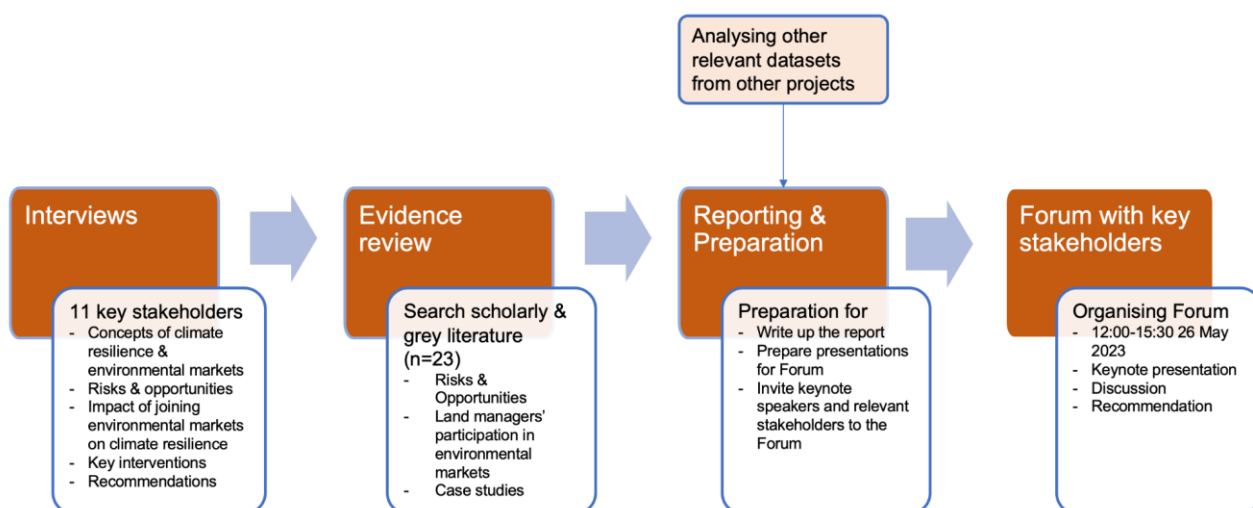 Analysing other
relevant datasets
from other projects
Interviews
11 key stakeholders
- Concepts of climate
resilience &
environmental markets
- Risks & opportunities
- Impact of joining
environmental markets
on climate resilience
- Key interventions
- Recommendations
Evidence
review
Search scholarly &
grey literature
(n=23)
- Risks &
Opportunities
- Land managers'
participation in
environmental
markets
- Case studies
Reporting &
Preparation
Preparation for
- Write up the report
- Prepare presentations
for Forum
- Invite keynote
speakers and relevant
stakeholders to the
Forum
Forum with key
stakeholders
Organising Forum
- 12:00-15:30 26 May
2023
- Keynote presentation
- Discussion
- Recommendation